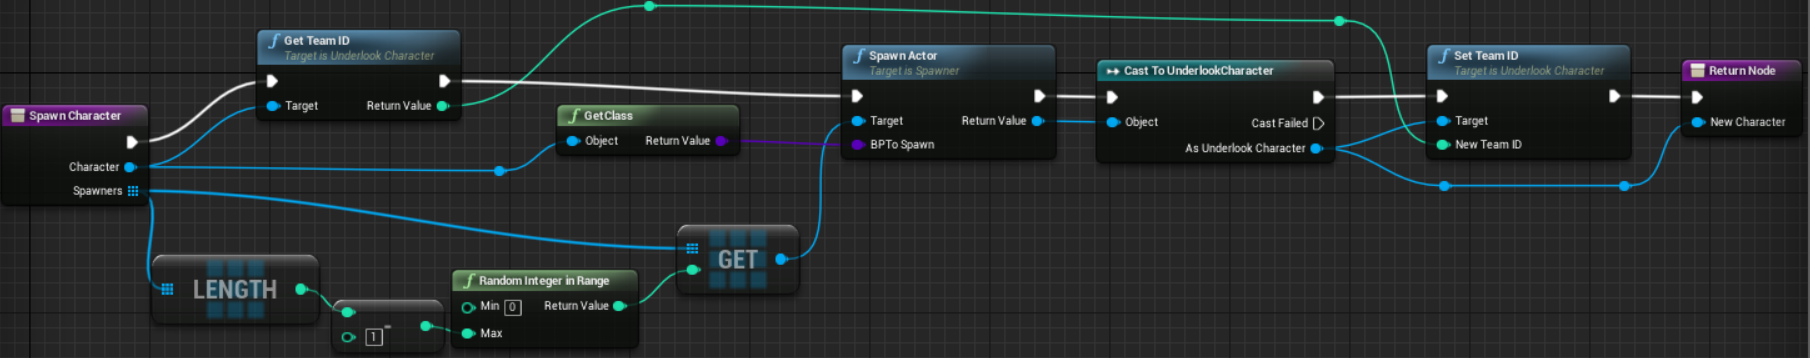 Spawn Character
Character
Spawners
Get Team ID
Target is Underlook Character
Target
Return Value
GetClass
Object
Return Value
LENGTH
-
1
Random Integer in Range
Min 0
Return Value
Max
GET
Spawn Actor
Target is Spawner
Target
Return Value
BPTo Spawn
Cast To UnderlookCharacter
Object
Cast Failed
As Underlook Character
Set Team ID
Target is Underlook Character
Target
New Team ID
Return Node
New Character